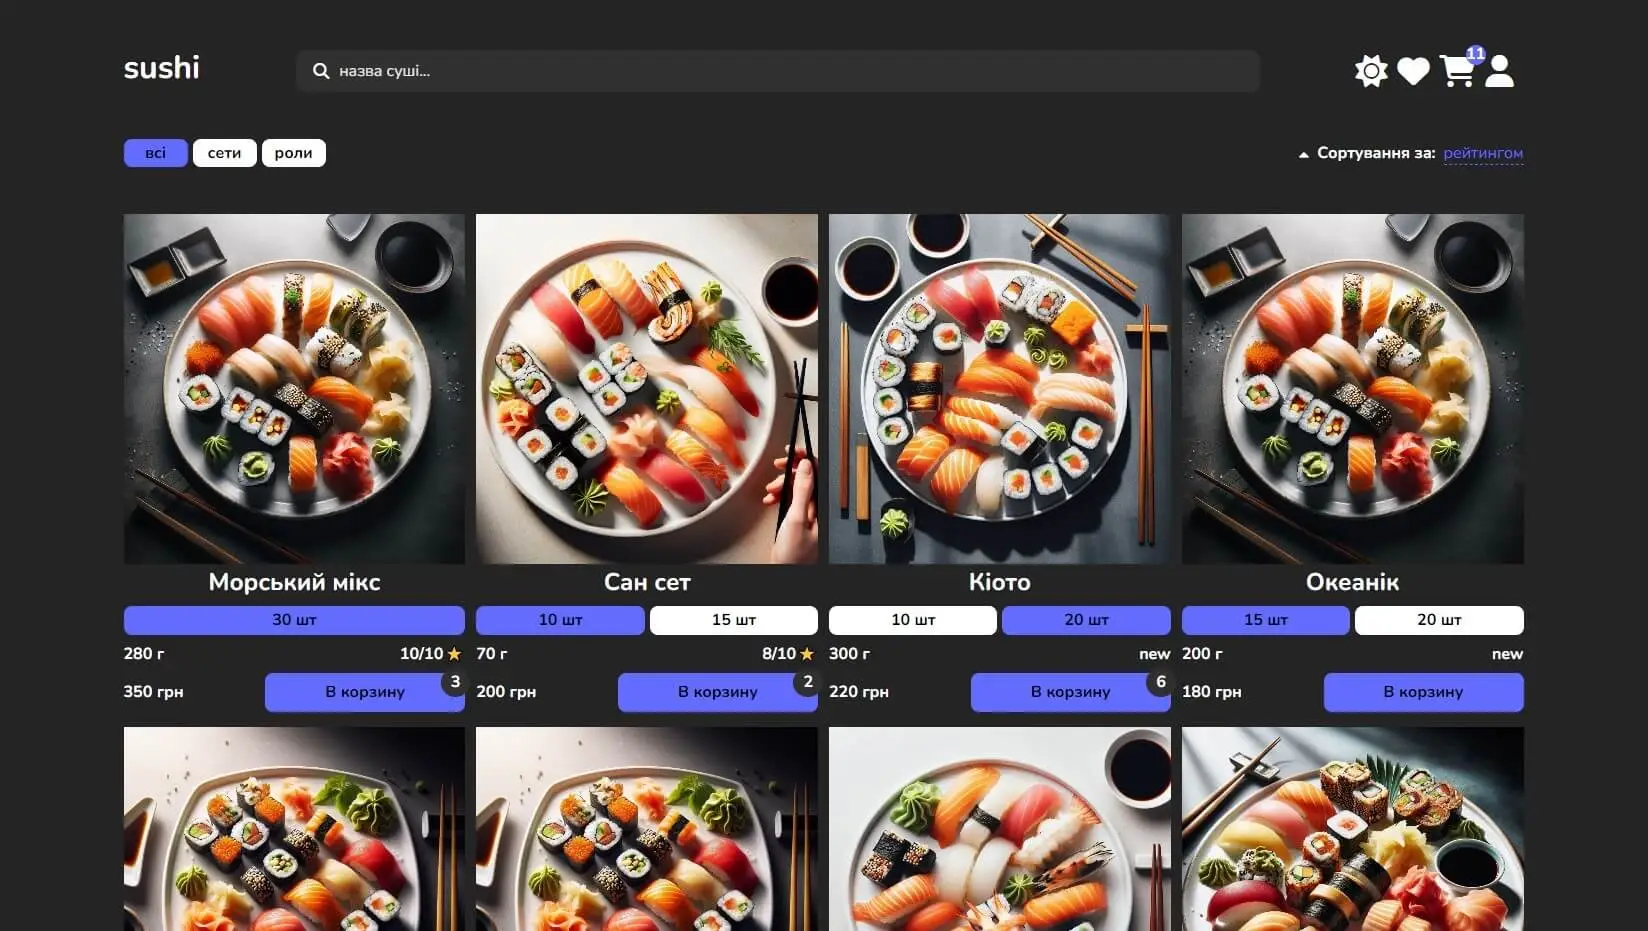 sushi
назва суші...
11
всі сети роли
Сортування за: рейтингом
Морський мікс
30 шт
280 г 10/10
350 грн В корзину 3
Сан сет
10 шт 15 шт
70 г 8/10
200 грн В корзину 2
Кіото
10 шт 20 шт
300 г new
220 грн В корзину 6
Океанік
15 шт 20 шт
200 г new
180 грн В корзину